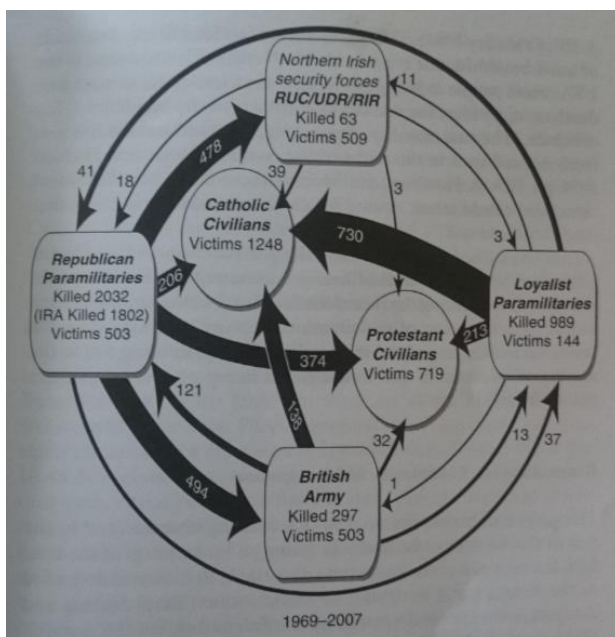 Northern Irish
security forces
RUC/UDR/RIR
Killed 63
Victims 509
11
41
18
478
39
3
Catholic
Civilians
Victims 1248
730
3
Republican
Paramilitaries
Killed 2032
(IRA Killed 1802)
Victims 503
206
Loyalist
Paramilitaries
Killed 989
Victims 144
213
Protestant
Civilians
Victims 719
374
121
138
32
13
37
494
1
British
Army
Killed 297
Victims 503
1969–2007